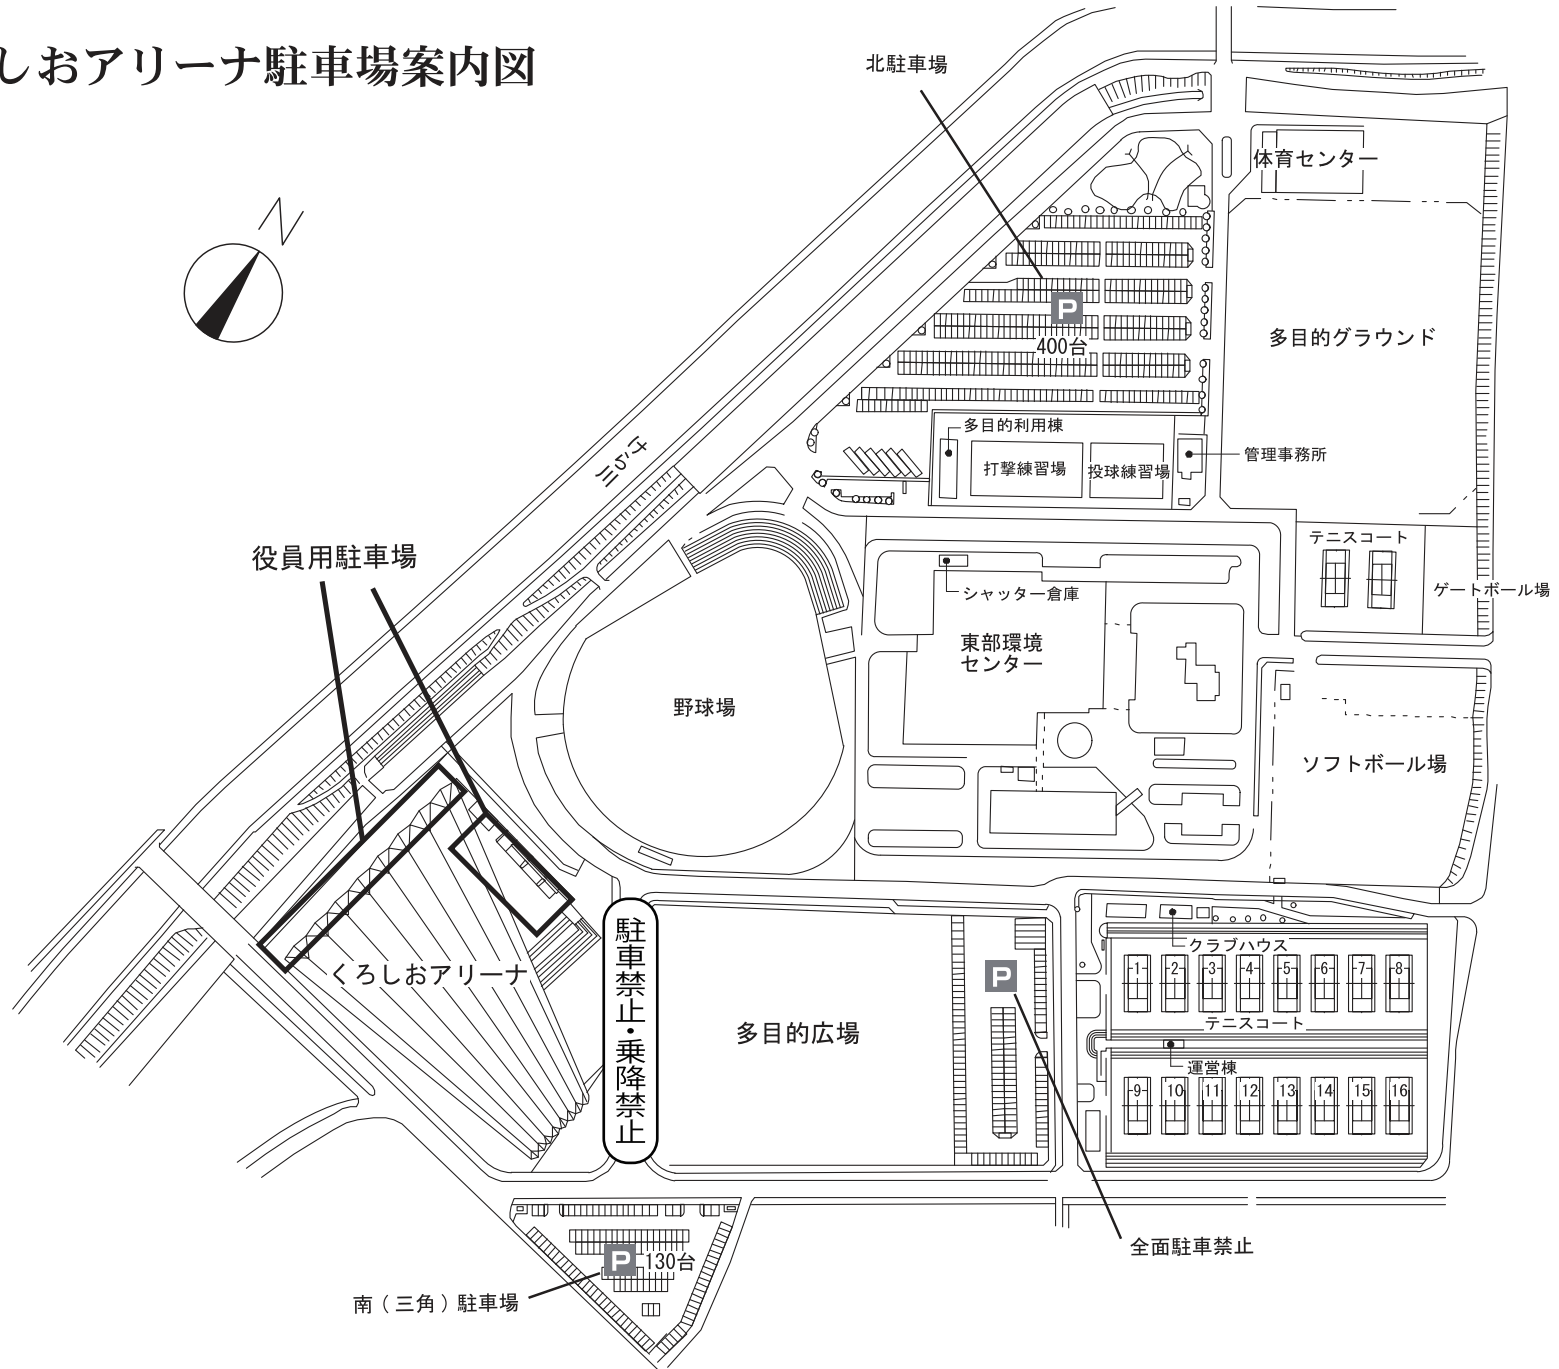 しおアリーナ駐車場案内図
N
北駐車場
体育センター
P
400台
多目的グラウンド
多目的利用棟
打撃練習場
投球練習場
管理事務所
けら川
役員用駐車場
テニスコート
ゲートボール場
シャッター倉庫
東部環境
センター
野球場
ソフトボール場
くろしおアリーナ
駐車禁止・乗降禁止
多目的広場
P
クラブハウス
1
2
3
4
5
6
7
8
テニスコート
運営棟
9
10
11
12
13
14
15
16
全面駐車禁止
P
130台
南（三角）駐車場